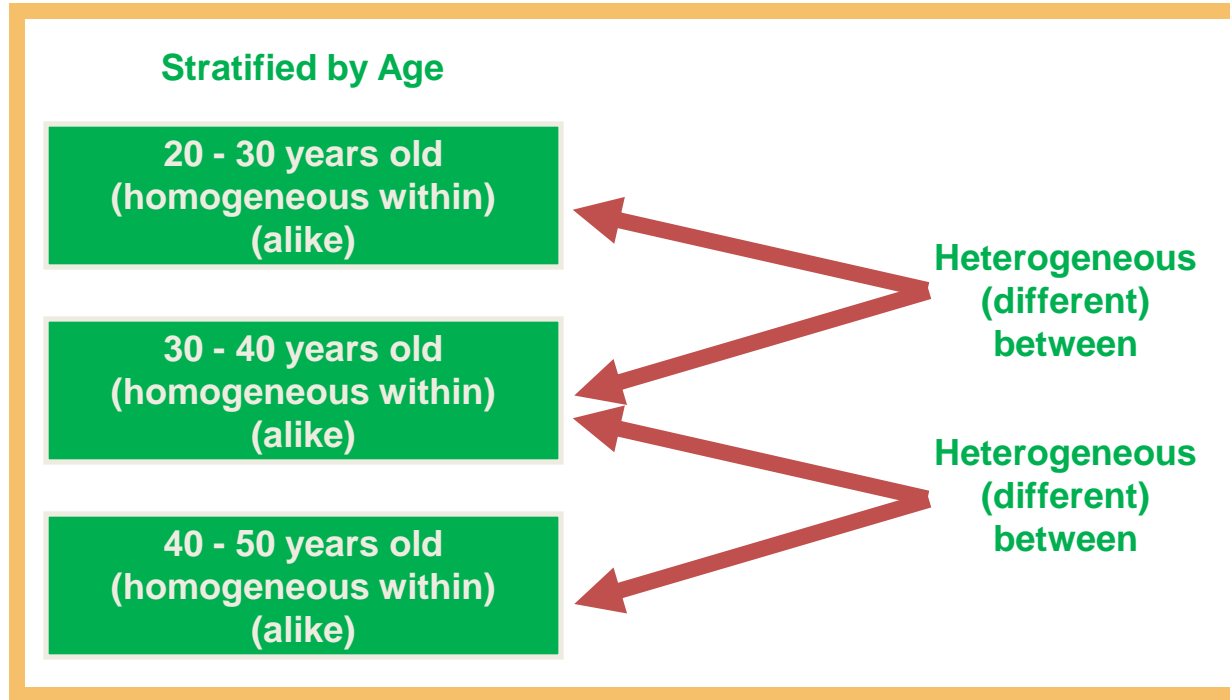 Stratified by Age
20 - 30 years old
(homogeneous within)
(alike)
30 - 40 years old
(homogeneous within)
(alike)
40 - 50 years old
(homogeneous within)
(alike)
Heterogeneous
(different)
between
Heterogeneous
(different)
between